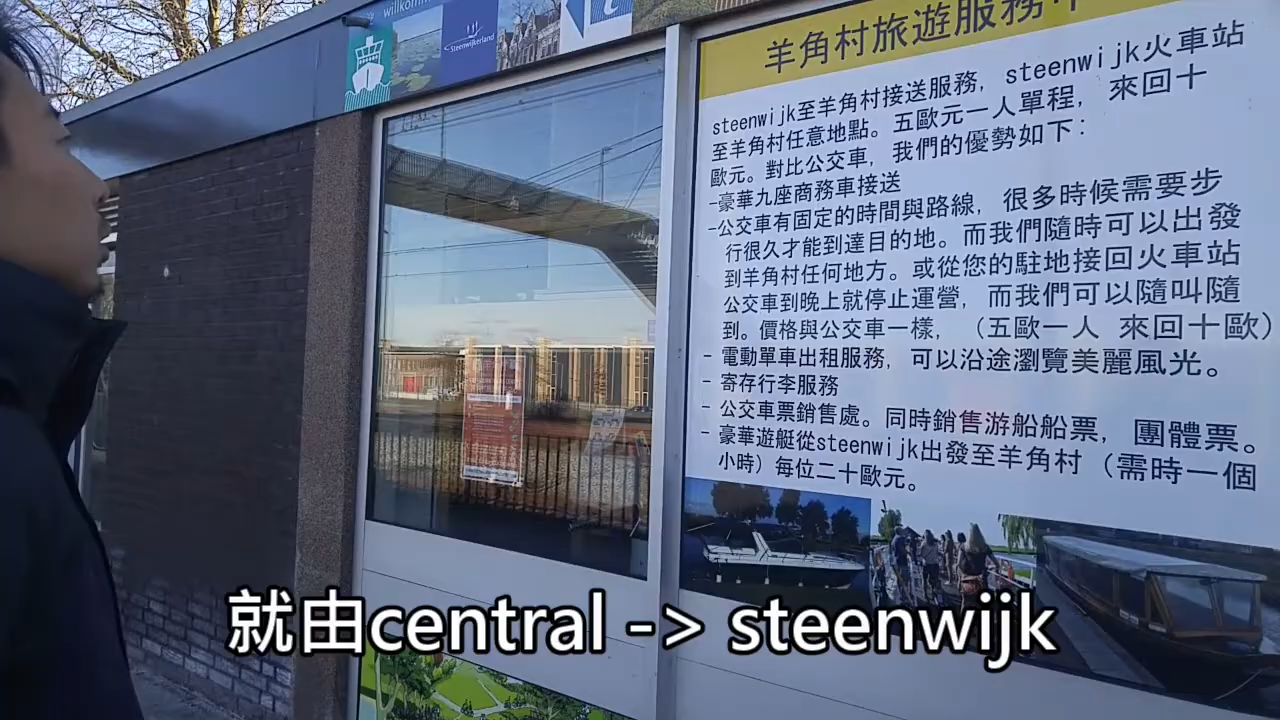 willkomm
Steenwijkerland
i
羊角村旅遊服務中
steenwijk至羊角村接送服務，steenwijk火車站
至羊角村任意地點。五歐元一人單程，來回十
歐元。對比公交車，我們的優勢如下：
-豪華九座商務車接送
-公交車有固定的時間與路線，很多時候需要步
行很久才能到達目的地。而我們隨時可以出發
到羊角村任何地方。或從您的駐地接回火車站
公交車到晚上就停止運營，而我們可以隨叫隨
到。價格與公交車一樣，（五歐一人 來回十歐）
- 電動單車出租服務，可以沿途瀏覽美麗風光。
- 寄存行李服務
- 公交車票銷售處。同時銷售游船船票，團體票。
- 豪華遊艇從steenwijk出發至羊角村（需時一個
小時）每位二十歐元。
就由central -> steenwijk